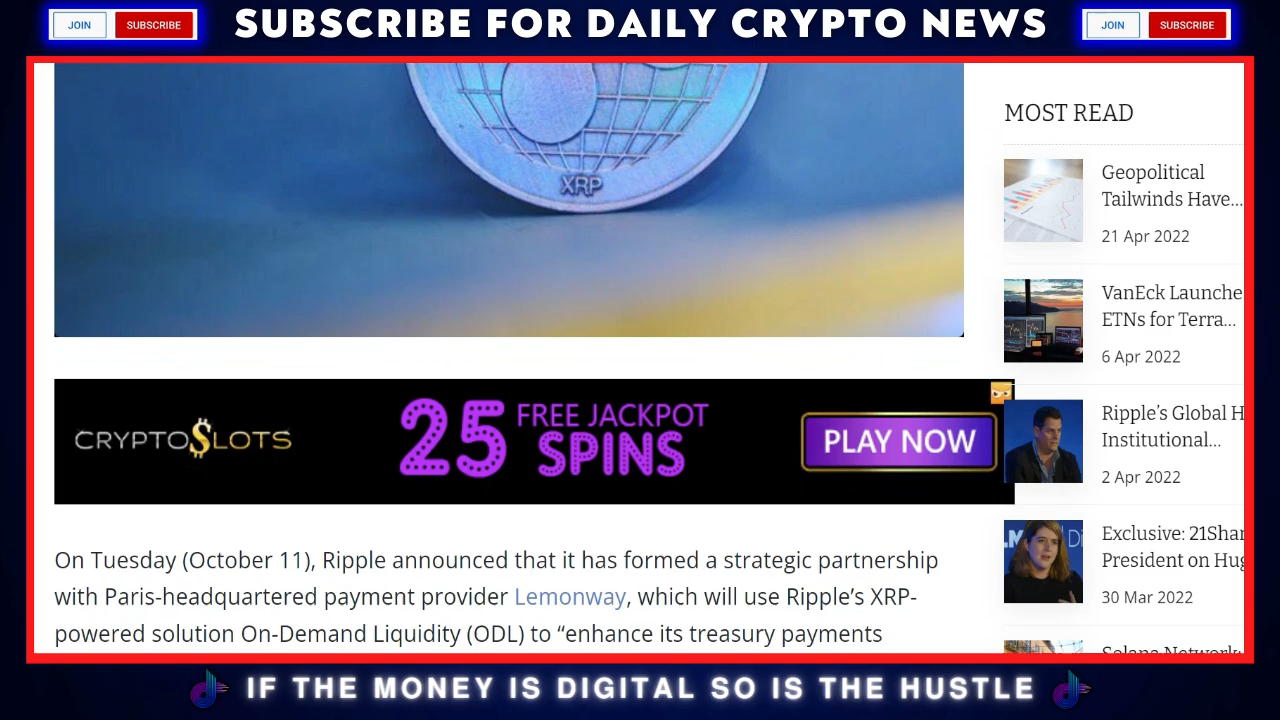 JOIN
SUBSCRIBE
SUBSCRIBE FOR DAILY CRYPTO NEWS
JOIN
SUBSCRIBE
XRP
CRYPTO$LOTS
25 FREE JACKPOT
SPINS
PLAY NOW
On Tuesday (October 11), Ripple announced that it has formed a strategic partnership
with Paris-headquartered payment provider Lemonway, which will use Ripple’s XRP-
powered solution On-Demand Liquidity (ODL) to “enhance its treasury payments
MOST READ
Geopolitical
Tailwinds Have...
21 Apr 2022
VanEck Launche
ETNs for Terra...
6 Apr 2022
Ripple’s Global H
Institutional...
2 Apr 2022
Exclusive: 21Shar
President on Hug
30 Mar 2022
IF THE MONEY IS DIGITAL SO IS THE HUSTLE